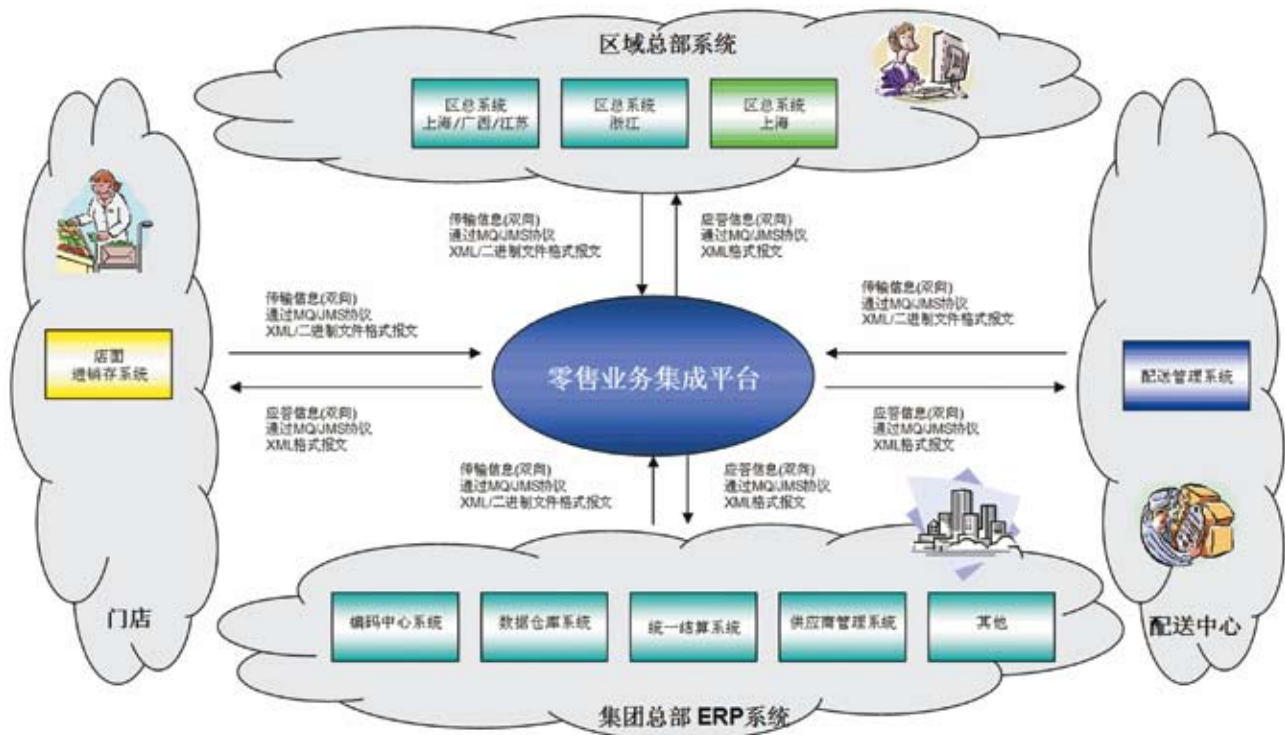 区域总部系统
区总系统
上海/广西/江苏
区总系统
浙江
区总系统
上海
传输信息(双向)
通过MQ/JMS协议
XML/二进制文件格式报文
应答信息(双向)
通过MQ/JMS协议
XML格式报文
传输信息(双向)
通过MQ/JMS协议
XML/二进制文件格式报文
传输信息(双向)
通过MQ/JMS协议
XML/二进制文件格式报文
店面
进销存系统
零售业务集成平台
配送管理系统
应答信息(双向)
通过MQ/JMS协议
XML格式报文
应答信息(双向)
通过MQ/JMS协议
XML格式报文
传输信息(双向)
通过MQ/JMS协议
XML/二进制文件格式报文
应答信息(双向)
通过MQ/JMS协议
XML格式报文
门店
编码中心系统
数据仓库系统
统一结算系统
供应商管理系统
其他
配送中心
集团总部 ERP系统